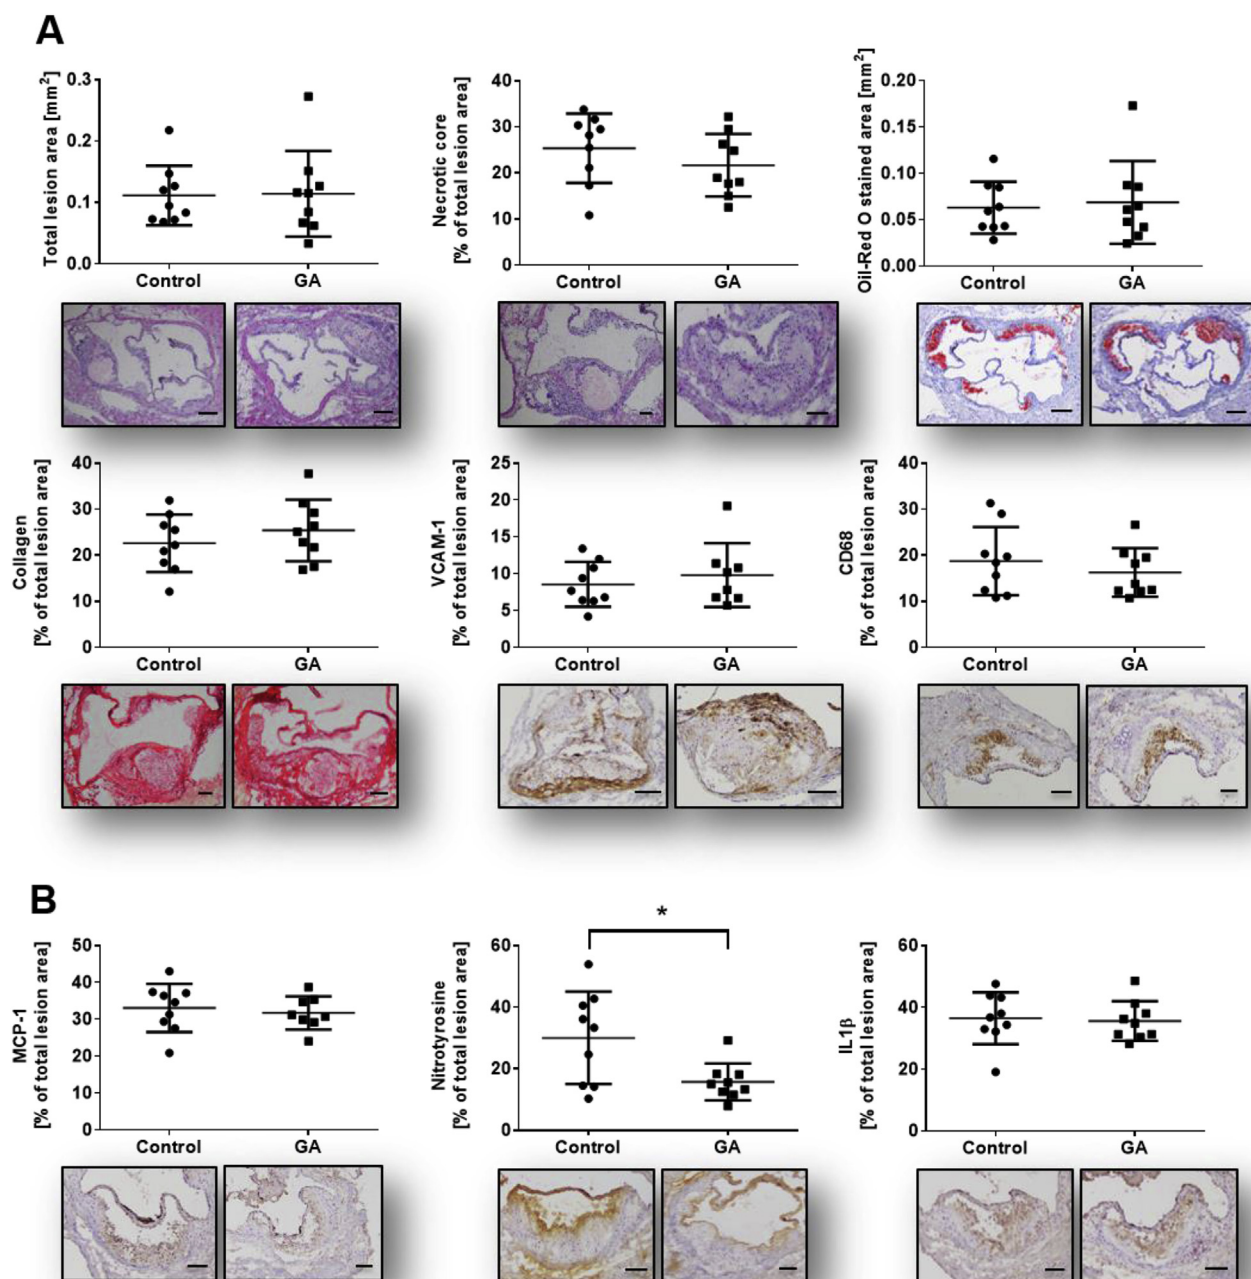 A
Total lesion area [mm²]
0.3
0.2
0.1
0.0
Control GA
Necrotic core
[% of total lesion area]
40
30
20
10
0
Control GA
Oil-Red O stained area [mm²]
0.20
0.15
0.10
0.05
0.00
Control GA
Collagen
[% of total lesion area]
40
30
20
10
0
Control GA
VCAM-1
[% of total lesion area]
25
20
15
10
5
0
Control GA
CD68
[% of total lesion area]
40
30
20
10
0
Control GA
B
MCP-1
[% of total lesion area]
50
40
30
20
10
0
Control GA
Nitrotyrosine
[% of total lesion area]
60
40
20
0
*
Control GA
IL1β
[% of total lesion area]
60
40
20
0
Control GA